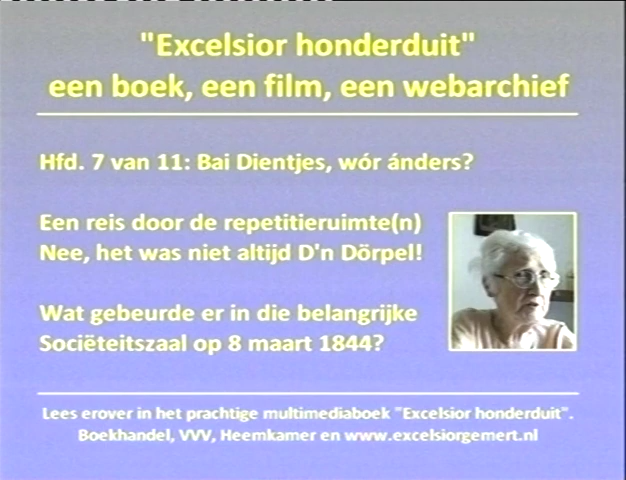 "Excelsior honderduit"
een boek, een film, een webarchief
Hfd. 7 van 11: Bai Dientjes, wór ánders?
Een reis door de repetitieruimte(n)
Nee, het was niet altijd D'n Dörpel!
Wat gebeurde er in die belangrijke
Sociëteitszaal op 8 maart 1844?
Lees erover in het prachtige multimediaboek "Excelsior honderduit".
Boekhandel, VVV, Heemkamer en www.excelsiorgemert.nl